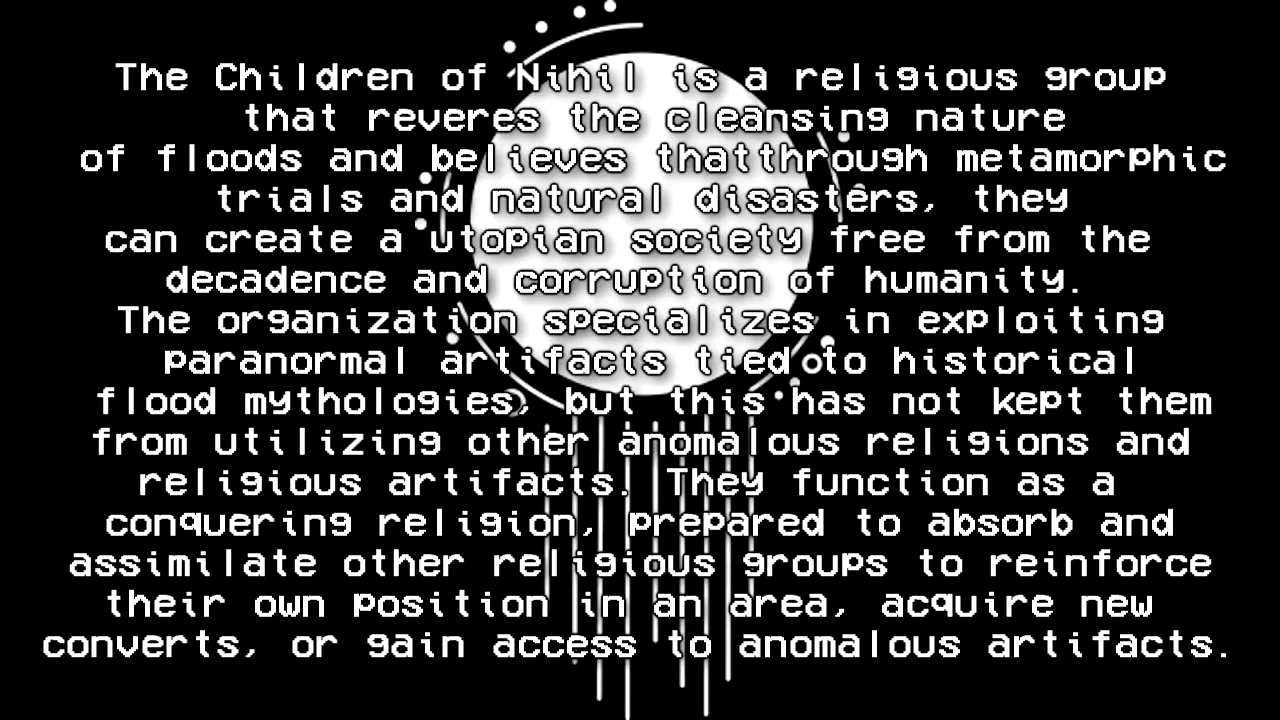 The Children of Nihil is a religious group
that reveres the cleansing nature
of floods and believes thatthrough metamorphic
trials and natural disasters, they
can create a utopian society free from the
decadence and corruption of humanity.
The organization specializes in exploiting
paranormal artifacts tied to historical
flood mythologies, but this has not kept them
from utilizing other anomalous religions and
religious artifacts. They function as a
conquering religion, prepared to absorb and
assimilate other religious groups to reinforce
their own position in an area, acquire new
converts, or gain access to anomalous artifacts.